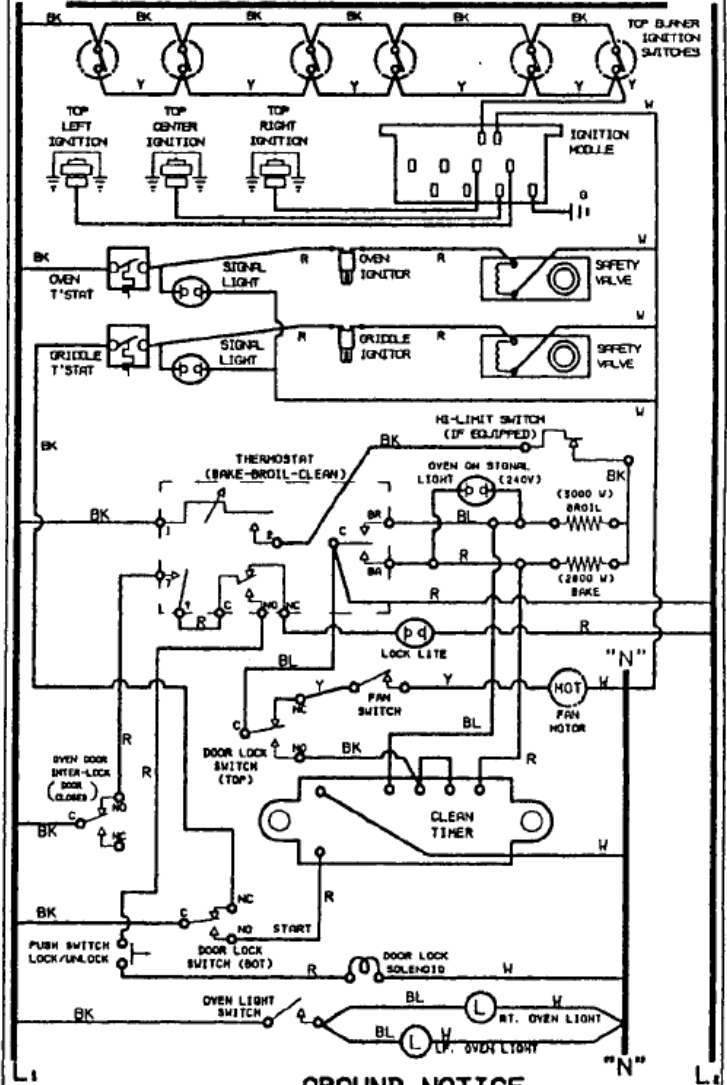 BK BK BK BK BK BK
TOP BURNER
IGNITION
SWITCHES
Y Y Y Y Y Y
W
TOP
LEFT
IGNITION
TOP
CENTER
IGNITION
TOP
RIGHT
IGNITION
IGNITION
MODULE
G
BK
OVEN
T'STAT
SIGNAL
LIGHT
R
OVEN
IGNITOR
R
W
SAFETY
VALVE
GRIDDLE
T'STAT
SIGNAL
LIGHT
R
GRIDDLE
IGNITOR
R
W
SAFETY
VALVE
W
BK
HI-LIMIT SWITCH
(IF EQUIPPED)
BK
THERMOSTAT
(BAKE-BROIL-CLEAN)
OVEN ON SIGNAL
LIGHT (240V)
BK
(3000 W)
BROIL
BK
C
BR
BL
BA
R
(2800 W)
BAKE
Y
R
C
NO
NC
R
LOCK LITE
R
BL
"N"
Y
NC
FAN
SWITCH
Y
MOT
W
FAN
MOTOR
C
DOOR LOCK
SWITCH
(TOP)
NO
BK
BL
R
R
R
OVEN DOOR
INTER-LOCK
(DOOR
CLOSED)
C
NO
BK
NC
CLEAN
TIMER
W
BK
C
NC
NO
START
R
DOOR LOCK
SWITCH (BOT)
PUSH SWITCH
LOCK/UNLOCK
R
DOOR LOCK
SOLENOID
W
BK
OVEN LIGHT
SWITCH
BL
L
W
RT. OVEN LIGHT
BL
L
W
LF. OVEN LIGHT
L1
"N"
GROUND NOTICE